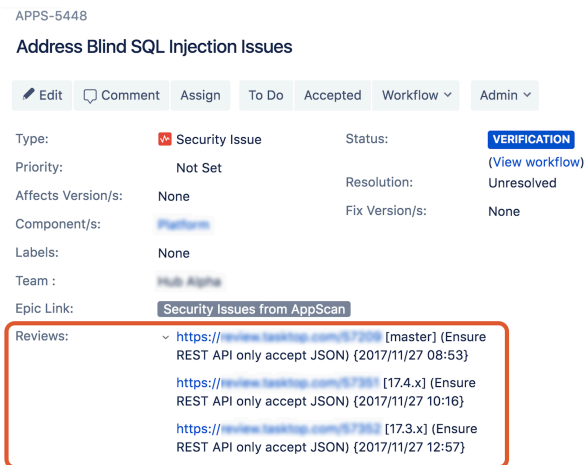 APPS-5448
Address Blind SQL Injection Issues
Edit Comment Assign To Do Accepted Workflow Admin
Type: Security Issue Status: VERIFICATION
(View workflow)
Priority: Not Set
Resolution: Unresolved
Affects Version/s: None
Fix Version/s: None
Component/s:
Labels: None
Team :
Epic Link: Security Issues from AppScan
Reviews: https:// [master] (Ensure
REST API only accept JSON) {2017/11/27 08:53}
https:// [17.4.x] (Ensure
REST API only accept JSON) {2017/11/27 10:16}
https:// [17.3.x] (Ensure
REST API only accept JSON) {2017/11/27 12:57}